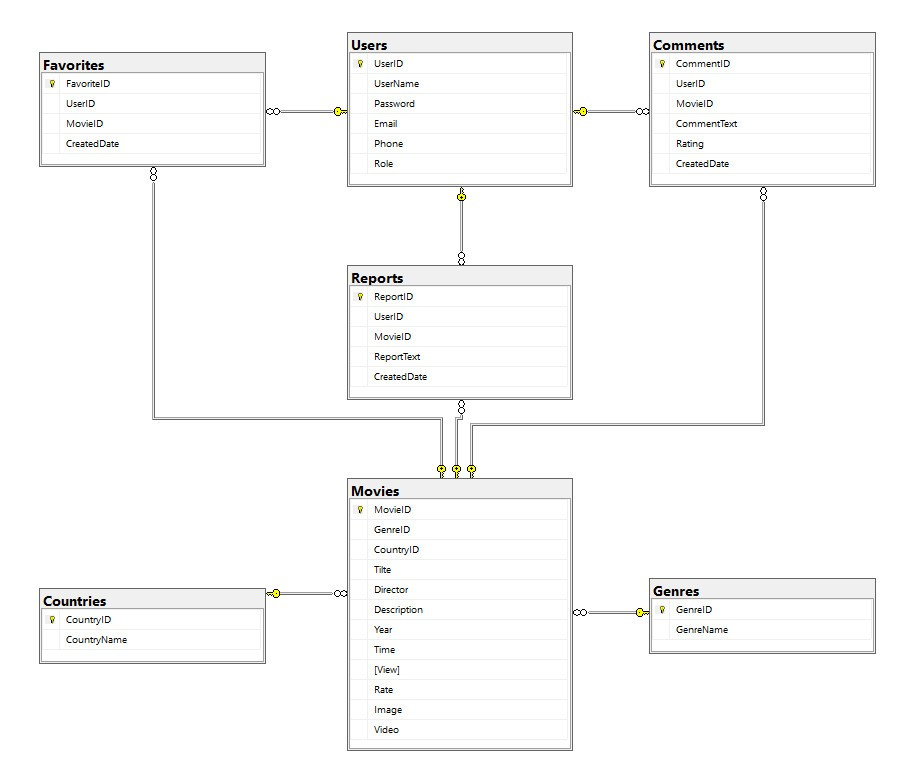 Favorites
FavoriteID
UserID
MovieID
CreatedDate
Users
UserID
UserName
Password
Email
Phone
Role
Comments
CommentID
UserID
MovieID
CommentText
Rating
CreatedDate
Reports
ReportID
UserID
MovieID
ReportText
CreatedDate
Movies
MovieID
GenreID
CountryID
Tilte
Director
Description
Year
Time
[View]
Rate
Image
Video
Countries
CountryID
CountryName
Genres
GenreID
GenreName